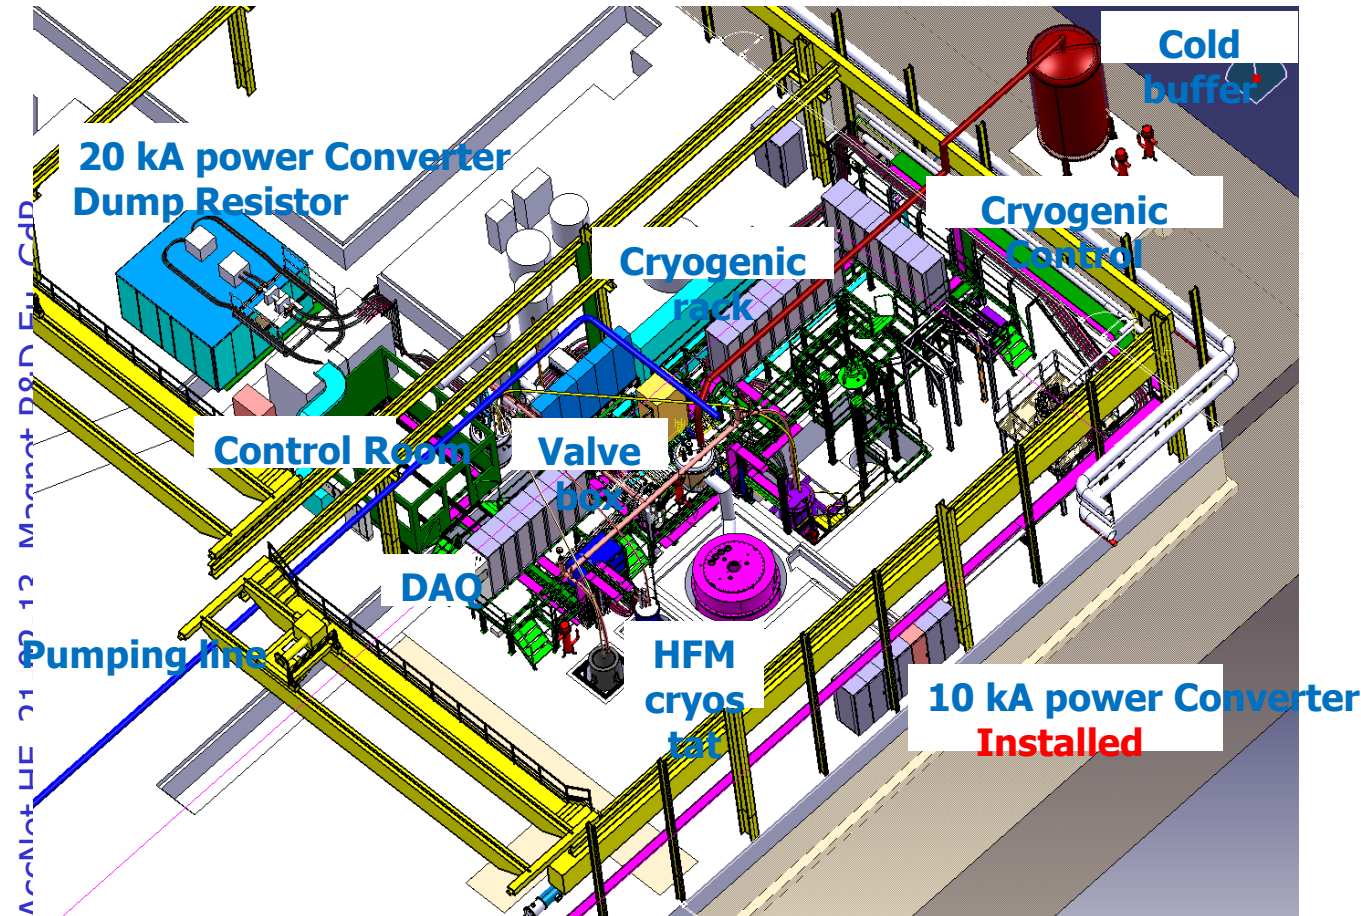 Cold
buffer
20 kA power Converter
Dump Resistor
Cryogenic
Control
Cryogenic
rack
Control Room
Valve
box
DAQ
Pumping line
HFM
cryos
tat
10 kA power Converter
Installed